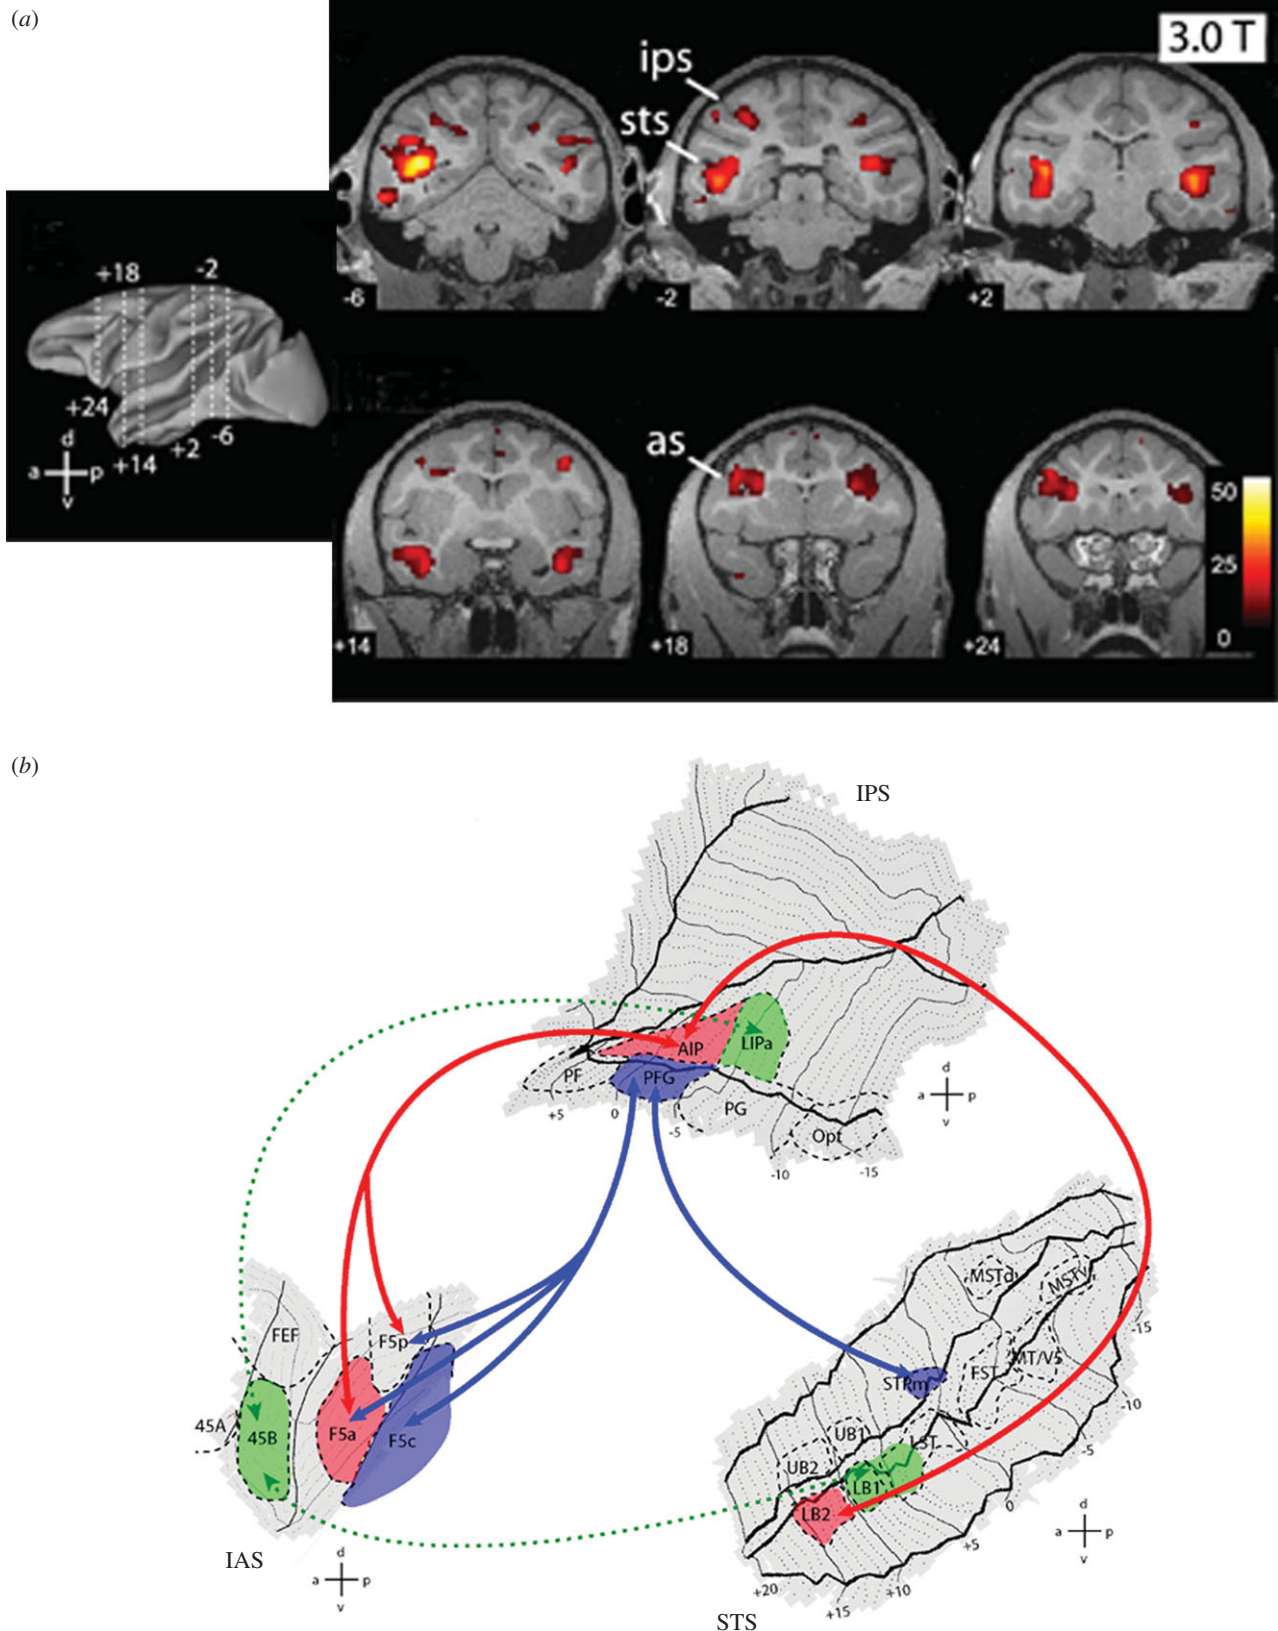 (a)
3.0 T
ips
sts
-6
-2
+2
+18
-2
+24
+14
+2
-6
d
a
p
v
as
+14
+18
+24
50
25
0
(b)
IPS
AIP
LIPa
PF
PFG
PG
Opt
+5
0
-5
-10
-15
d
a
p
v
FEF
F5p
45A
45B
F5a
F5c
IAS
d
a
p
v
MSTd
MSTv
-15
MT/V5
FST
STPm
-10
UB1
LST
-5
UB2
LB1
0
LB2
+5
+10
+20
+15
d
a
p
v
STS